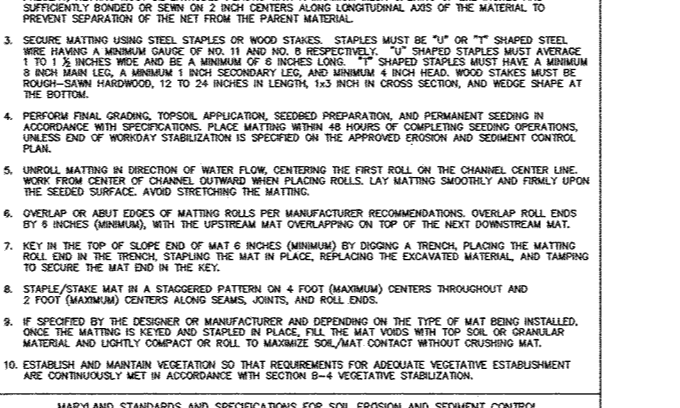 SUFFICIENTLY BONDED OR SEWN ON 2 INCH CENTERS ALONG LONGITUDINAL AXIS OF THE MATERIAL TO
PREVENT SEPARATION OF THE NET FROM THE PARENT MATERIAL.
3. SECURE MATTING USING STEEL STAPLES OR WOOD STAKES. STAPLES MUST BE "U" OR "T" SHAPED STEEL
WIRE HAVING A MINIMUM GAUGE OF NO. 11 AND NO. 8 RESPECTIVELY. "U" SHAPED STAPLES MUST AVERAGE
1 TO 1 ½ INCHES WIDE AND BE A MINIMUM OF 6 INCHES LONG. "T" SHAPED STAPLES MUST HAVE A MINIMUM
8 INCH MAIN LEG, A MINIMUM 1 INCH SECONDARY LEG, AND MINIMUM 4 INCH HEAD. WOOD STAKES MUST BE
ROUGH-SAWN HARDWOOD, 12 TO 24 INCHES IN LENGTH, 1x3 INCH IN CROSS SECTION, AND WEDGE SHAPE AT
THE BOTTOM.
4. PERFORM FINAL GRADING, TOPSOIL APPLICATION, SEEDBED PREPARATION, AND PERMANENT SEEDING IN
ACCORDANCE WITH SPECIFICATIONS. PLACE MATTING WITHIN 48 HOURS OF COMPLETING SEEDING OPERATIONS,
UNLESS END OF WORKDAY STABILIZATION IS SPECIFIED ON THE APPROVED EROSION AND SEDIMENT CONTROL
PLAN.
5. UNROLL MATTING IN DIRECTION OF WATER FLOW, CENTERING THE FIRST ROLL ON THE CHANNEL CENTER LINE.
WORK FROM CENTER OF CHANNEL OUTWARD WHEN PLACING ROLLS. LAY MATTING SMOOTHLY AND FIRMLY UPON
THE SEEDED SURFACE. AVOID STRETCHING THE MATTING.
6. OVERLAP OR ABUT EDGES OF MATTING ROLLS PER MANUFACTURER RECOMMENDATIONS. OVERLAP ROLL ENDS
BY 6 INCHES (MINIMUM), WITH THE UPSTREAM MAT OVERLAPPING ON TOP OF THE NEXT DOWNSTREAM MAT.
7. KEY IN THE TOP OF SLOPE END OF MAT 6 INCHES (MINIMUM) BY DIGGING A TRENCH, PLACING THE MATTING
ROLL END IN THE TRENCH, STAPLING THE MAT IN PLACE, REPLACING THE EXCAVATED MATERIAL, AND TAMPING
TO SECURE THE MAT END IN THE KEY.
8. STAPLE/STAKE MAT IN A STAGGERED PATTERN ON 4 FOOT (MAXIMUM) CENTERS THROUGHOUT AND
2 FOOT (MAXIMUM) CENTERS ALONG SEAMS, JOINTS, AND ROLL ENDS.
9. IF SPECIFIED BY THE DESIGNER OR MANUFACTURER AND DEPENDING ON THE TYPE OF MAT BEING INSTALLED,
ONCE THE MATTING IS KEYED AND STAPLED IN PLACE, FILL THE MAT VOIDS WITH TOP SOIL OR GRANULAR
MATERIAL AND LIGHTLY COMPACT OR ROLL TO MAXIMIZE SOIL/MAT CONTACT WITHOUT CRUSHING MAT.
10. ESTABLISH AND MAINTAIN VEGETATION SO THAT REQUIREMENTS FOR ADEQUATE VEGETATIVE ESTABLISHMENT
ARE CONTINUOUSLY MET IN ACCORDANCE WITH SECTION B-4 VEGETATIVE STABILIZATION.
MARYLAND STANDARDS AND SPECIFICATIONS FOR SOIL EROSION AND SEDIMENT CONTROL